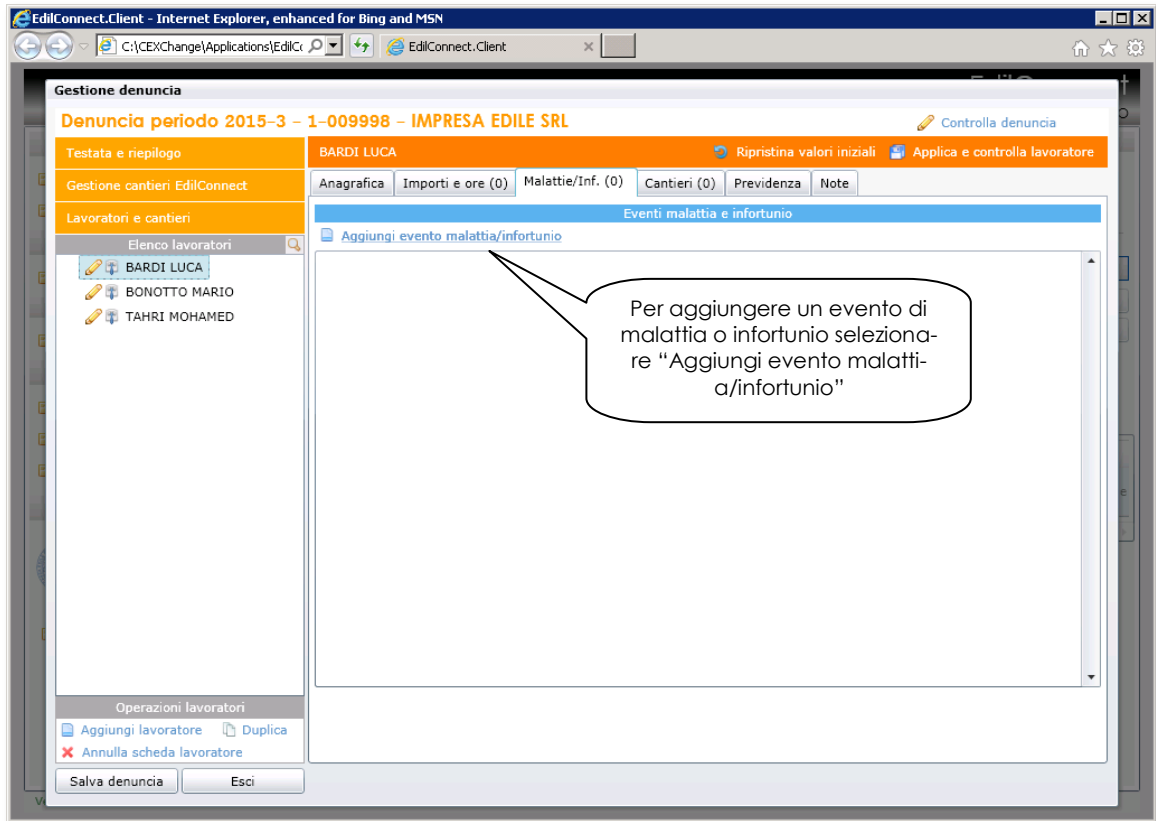 EdilConnect.Client - Internet Explorer, enhanced for Bing and MSN
C:\CEXChange\Applications\EdilCo
EdilConnect.Client
Gestione denuncia
Denuncia periodo 2015-3 - 1-009998 - IMPRESA EDILE SRL
Controlla denuncia
Testata e riepilogo
BARDI LUCA
Ripristina valori iniziali
Applica e controlla lavoratore
Gestione cantieri EdilConnect
Anagrafica
Importi e ore (0)
Malattie/Inf. (0)
Cantieri (0)
Previdenza
Note
Lavoratori e cantieri
Eventi malattia e infortunio
Elenco lavoratori
Aggiungi evento malattia/infortunio
BARDI LUCA
BONOTTO MARIO
TAHRI MOHAMED
Per aggiungere un evento di
malattia o infortunio seleziona-
re “Aggiungi evento malatti-
a/infortunio”
Operazioni lavoratori
Aggiungi lavoratore
Duplica
Annulla scheda lavoratore
Salva denuncia
Esci